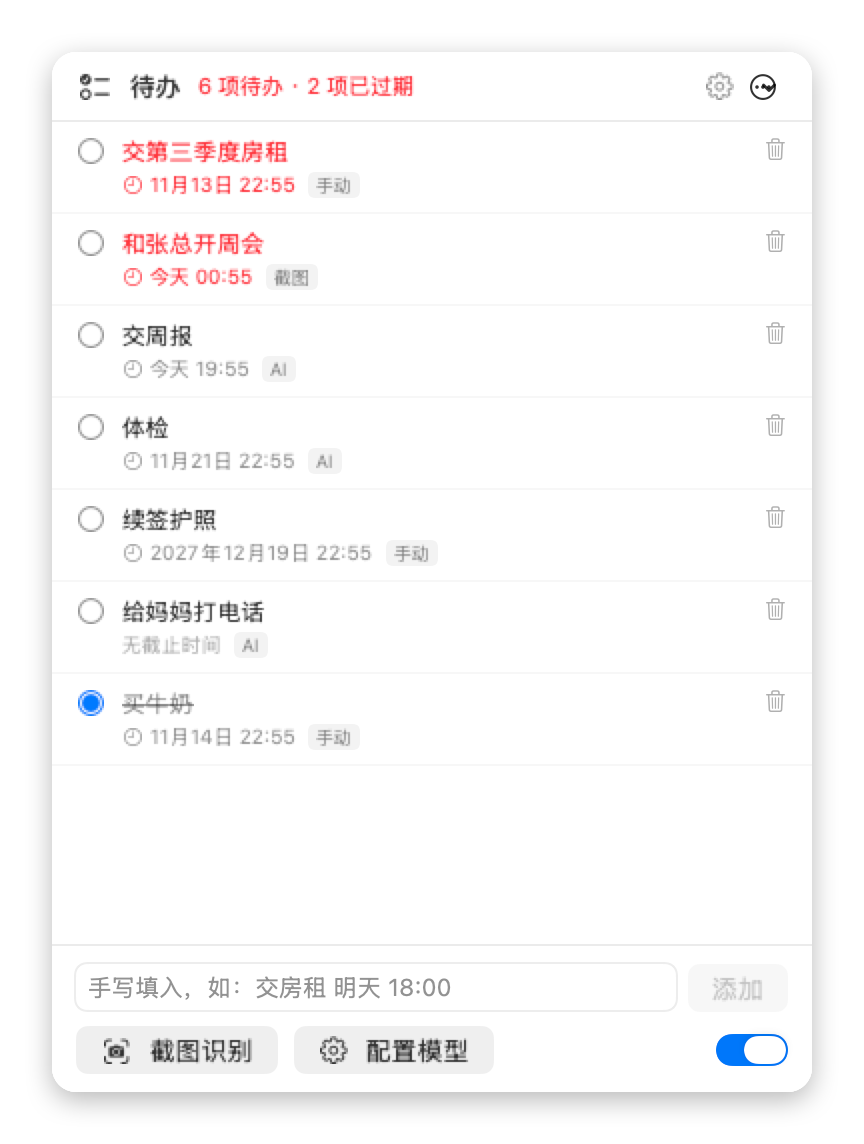 待办 6 项待办 · 2 项已过期
交第三季度房租
11月13日 22:55 手动
和张总开周会
今天 00:55 截图
交周报
今天 19:55 AI
体检
11月21日 22:55 AI
续签护照
2027年12月19日 22:55 手动
给妈妈打电话
无截止时间 AI
买牛奶
11月14日 22:55 手动
手写填入，如：交房租 明天 18:00 添加
截图识别 配置模型